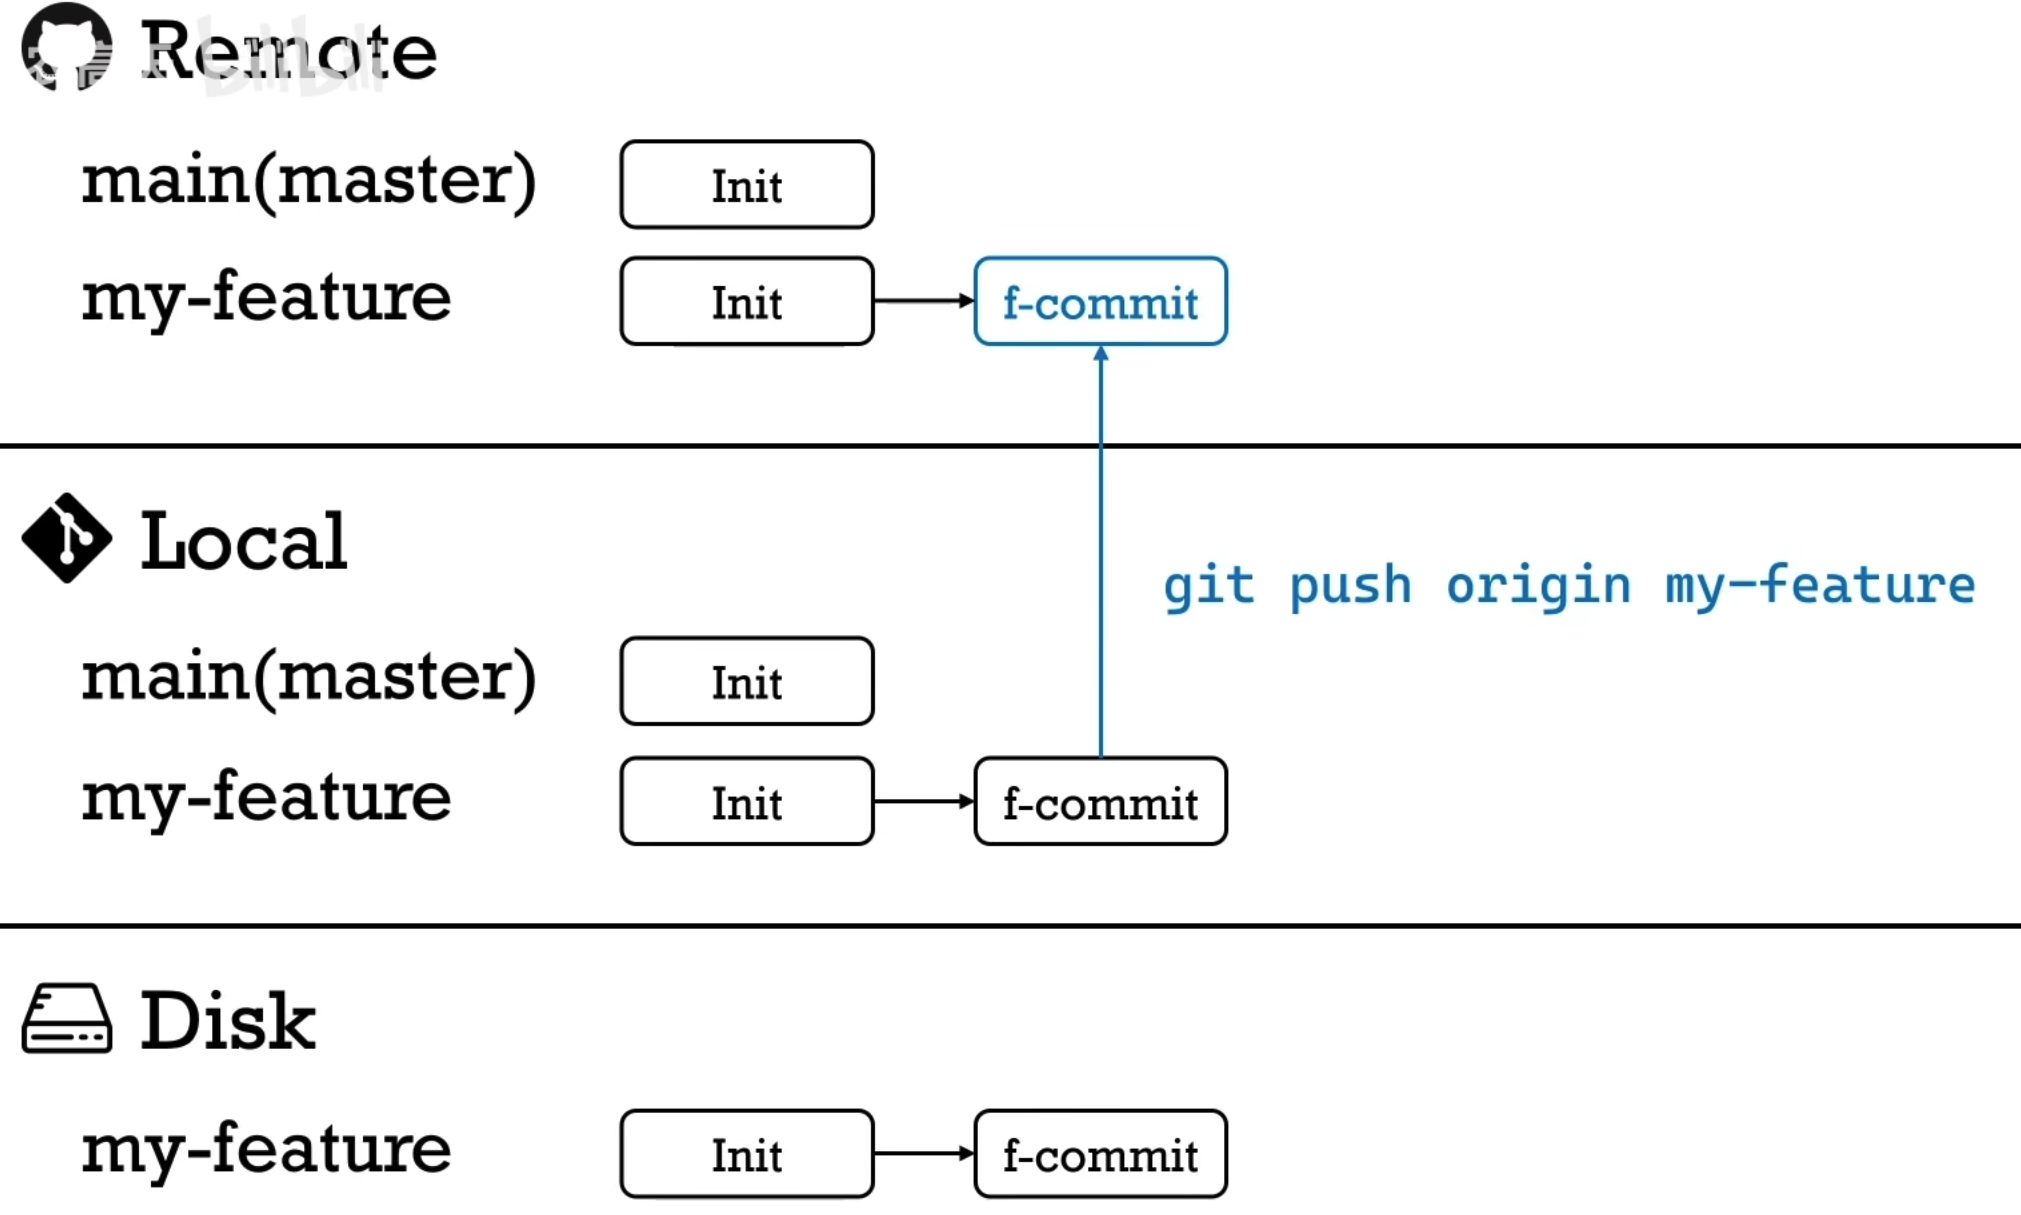 Remote
main(master) Init
my-feature Init f-commit
Local
git push origin my-feature
main(master) Init
my-feature Init f-commit
Disk
my-feature Init f-commit